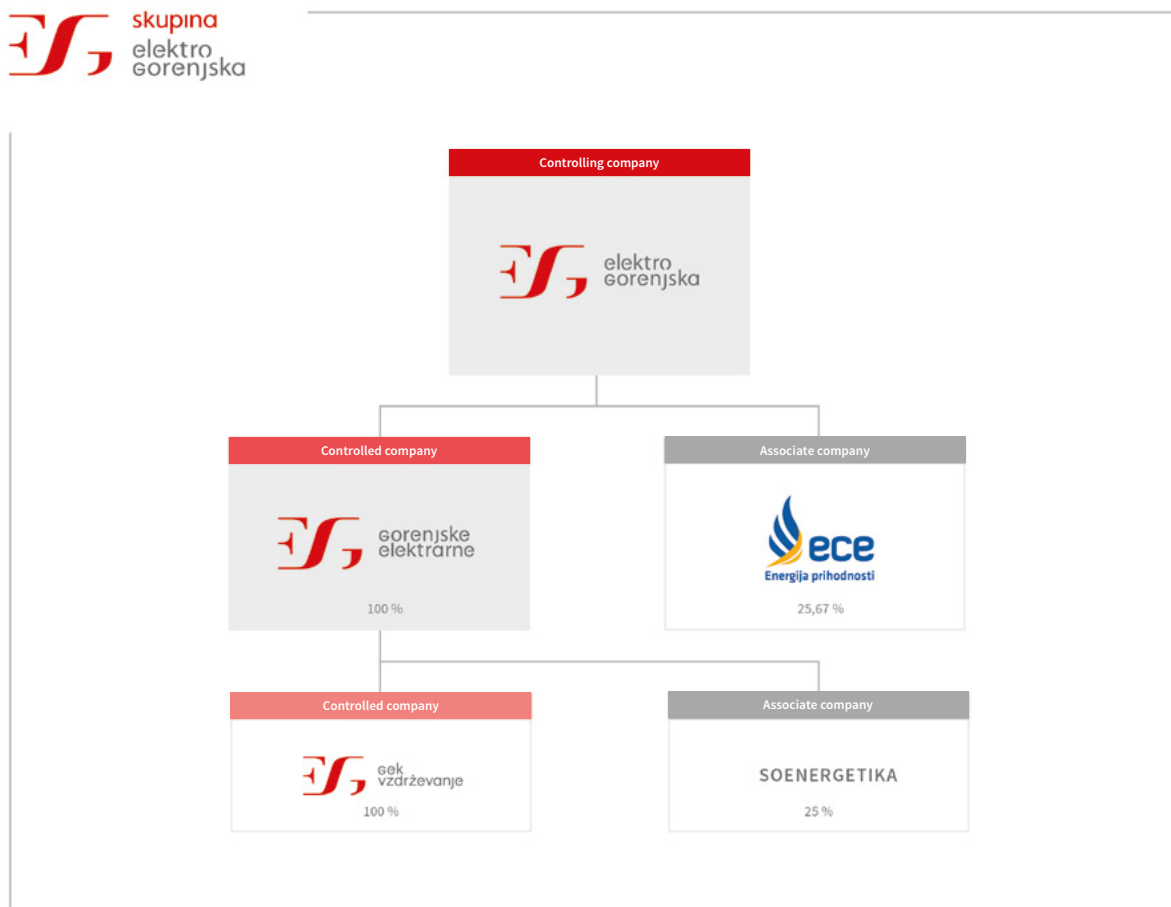 skupina
elektro
gorenjska
Controlling company
elektro
gorenjska
Controlled company
gorenjske
elektrarne
100 %
Associate company
ece
Energija prihodnosti
25,67 %
Controlled company
gek
vzdrževanje
100 %
Associate company
SOENERGETIKA
25 %